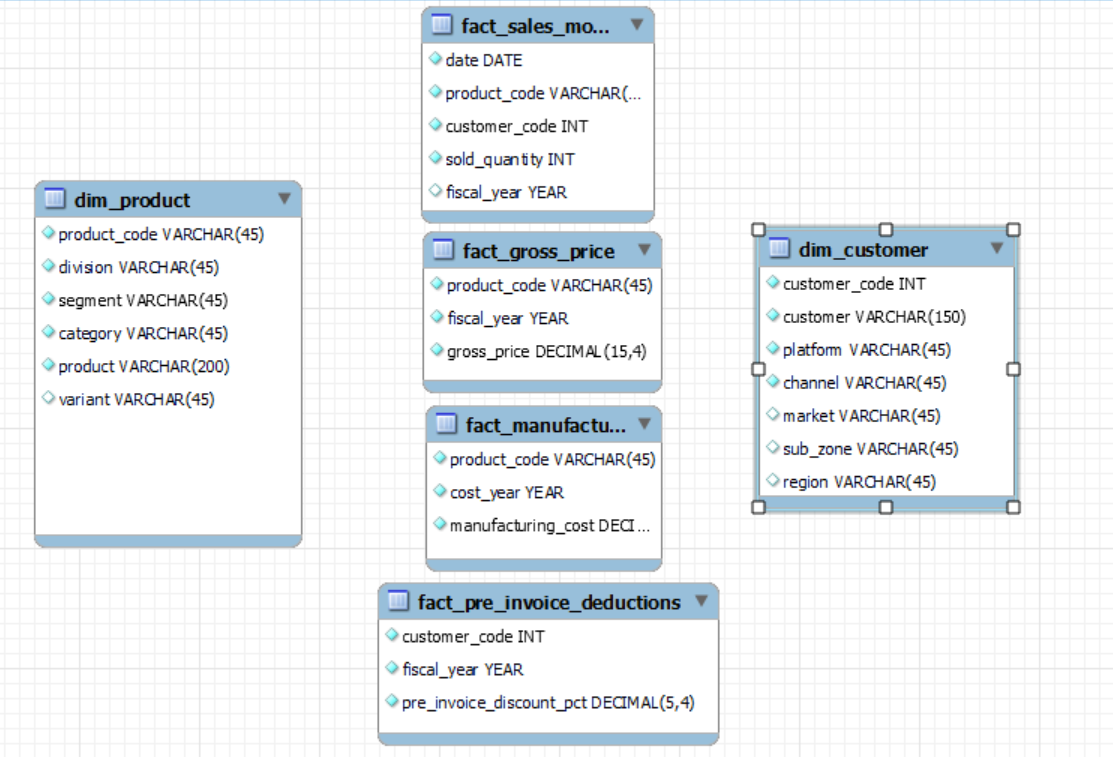 fact_sales_mo...
date DATE
product_code VARCHAR(...
customer_code INT
sold_quantity INT
fiscal_year YEAR
dim_product
product_code VARCHAR(45)
division VARCHAR(45)
segment VARCHAR(45)
category VARCHAR(45)
product VARCHAR(200)
variant VARCHAR(45)
fact_gross_price
product_code VARCHAR(45)
fiscal_year YEAR
gross_price DECIMAL(15,4)
dim_customer
customer_code INT
customer VARCHAR(150)
platform VARCHAR(45)
channel VARCHAR(45)
market VARCHAR(45)
sub_zone VARCHAR(45)
region VARCHAR(45)
fact_manufactu...
product_code VARCHAR(45)
cost_year YEAR
manufacturing_cost DECI...
fact_pre_invoice_deductions
customer_code INT
fiscal_year YEAR
pre_invoice_discount_pct DECIMAL(5,4)